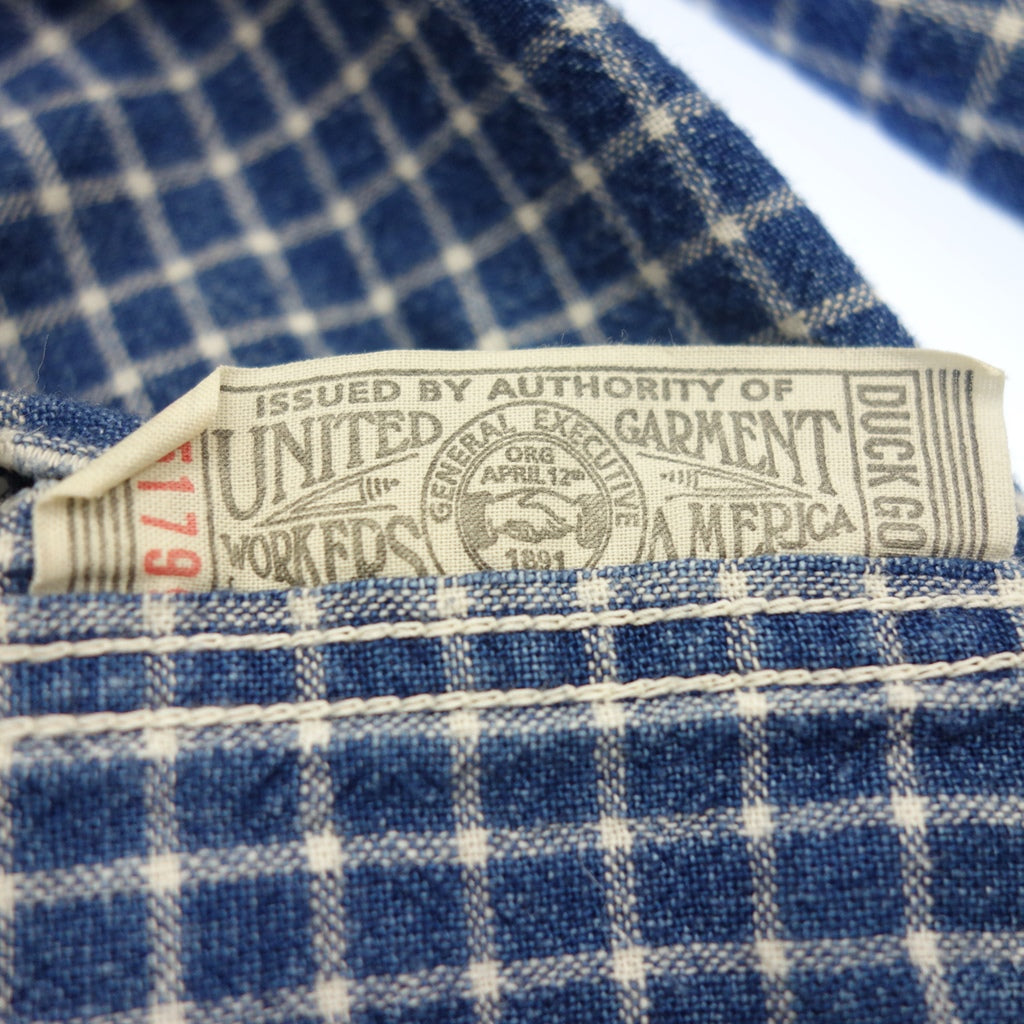 ISSUED BY AUTHORITY OF
UNITED GARMENT
WORKERS AMERICA
GENERAL EXECUTIVE
ORG
APRIL 12TH
1891
DUCK GO
5179